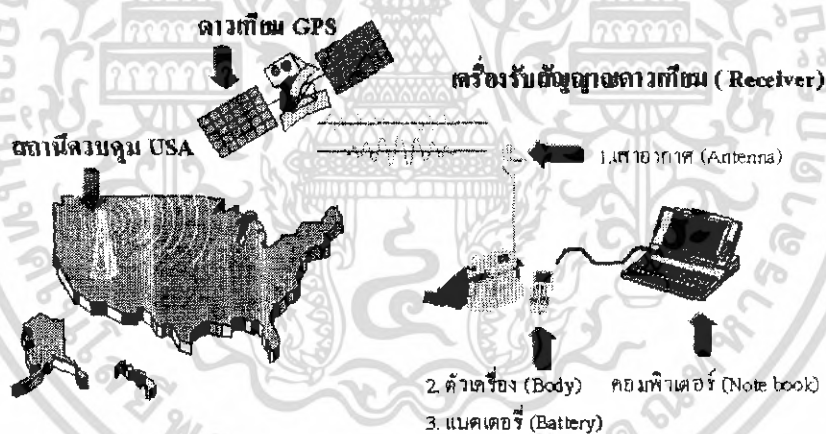 ดาวเทียม GPS
เครื่องรับสัญญาณดาวเทียม ( Receiver)
สถานีควบคุม USA
1.เสาอากาศ (Antenna)
2. ตัวเครื่อง (Body)
คอมพิวเตอร์ (Note book)
3. แบตเตอรี่ (Battery)